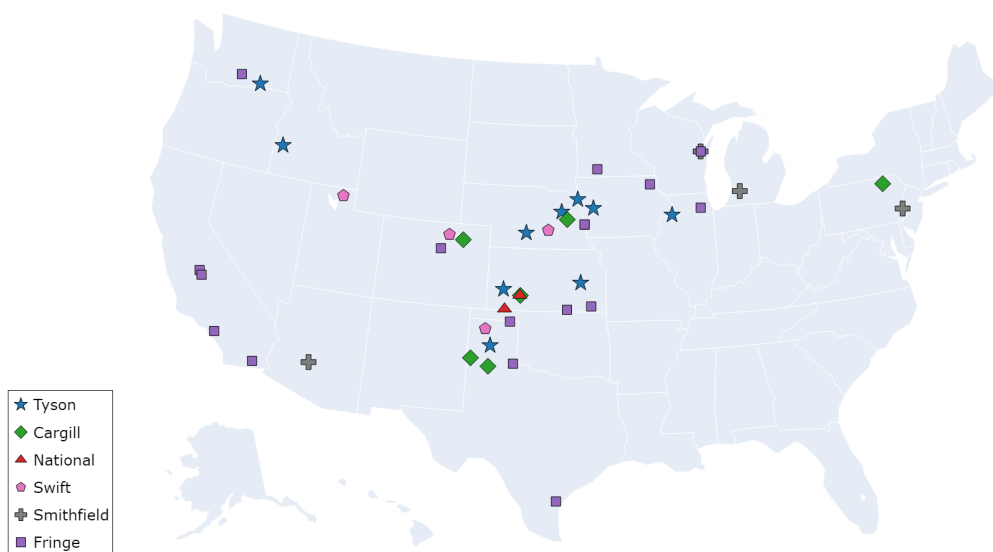 Tyson
Cargill
National
Swift
Smithfield
Fringe